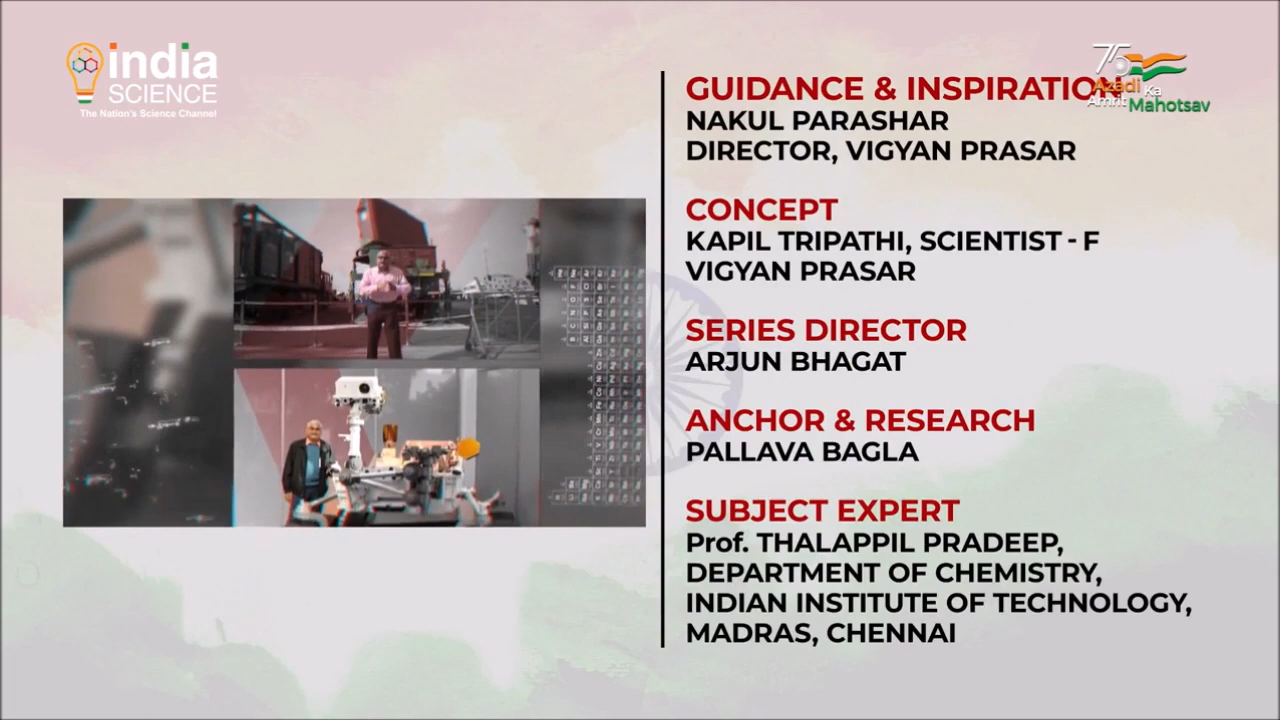 india
SCIENCE
The Nation's Science Channel
75
Azadi Ka
Amrit Mahotsav
GUIDANCE & INSPIRATION
NAKUL PARASHAR
DIRECTOR, VIGYAN PRASAR
CONCEPT
KAPIL TRIPATHI, SCIENTIST - F
VIGYAN PRASAR
SERIES DIRECTOR
ARJUN BHAGAT
ANCHOR & RESEARCH
PALLAVA BAGLA
SUBJECT EXPERT
Prof. THALAPPIL PRADEEP,
DEPARTMENT OF CHEMISTRY,
INDIAN INSTITUTE OF TECHNOLOGY,
MADRAS, CHENNAI